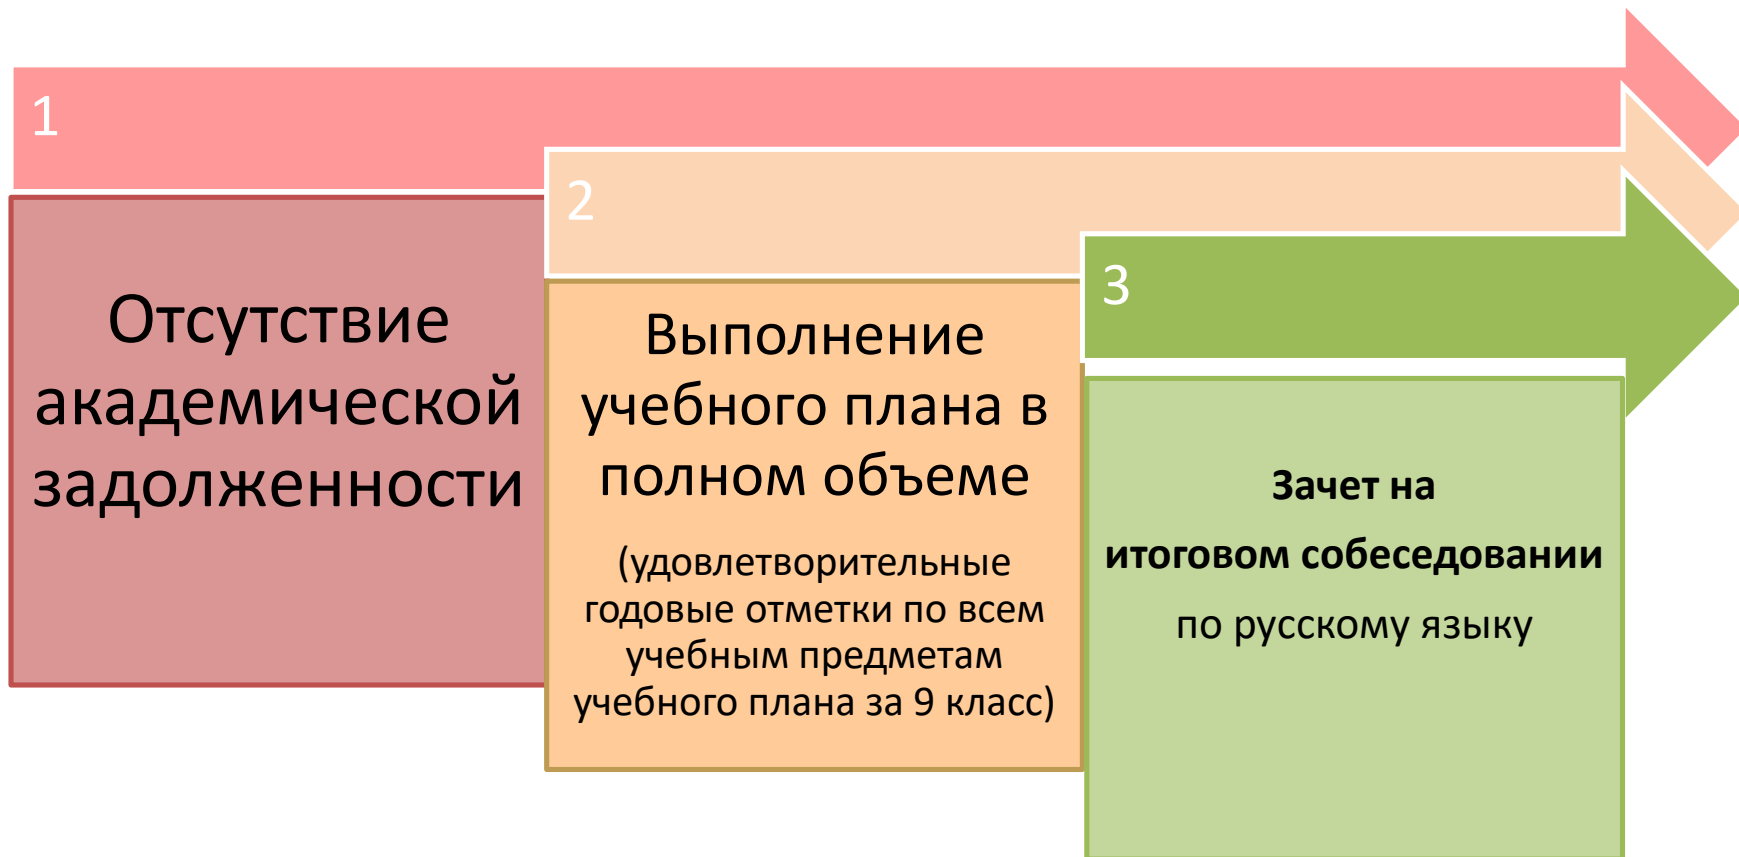 1
Отсутствие
академической
задолженности
2
Выполнение
учебного плана в
полном объеме
(удовлетворительные
годовые отметки по всем
учебным предметам
учебного плана за 9 класс)
3
Зачет на
итоговом собеседовании
по русскому языку